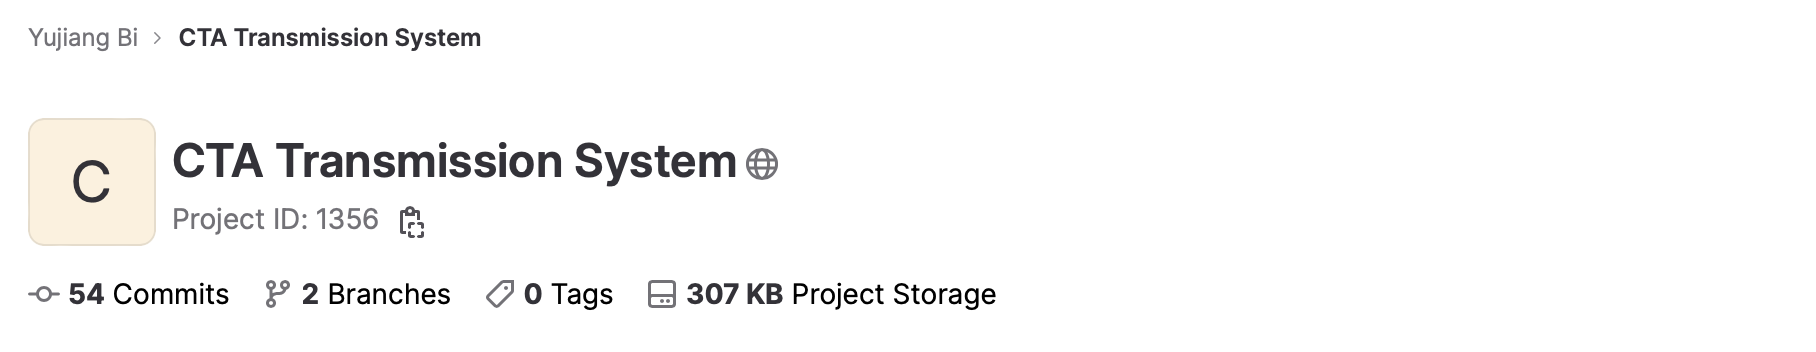 Yujiang Bi > CTA Transmission System
C
CTA Transmission System
Project ID: 1356
54 Commits 2 Branches 0 Tags 307 KB Project Storage